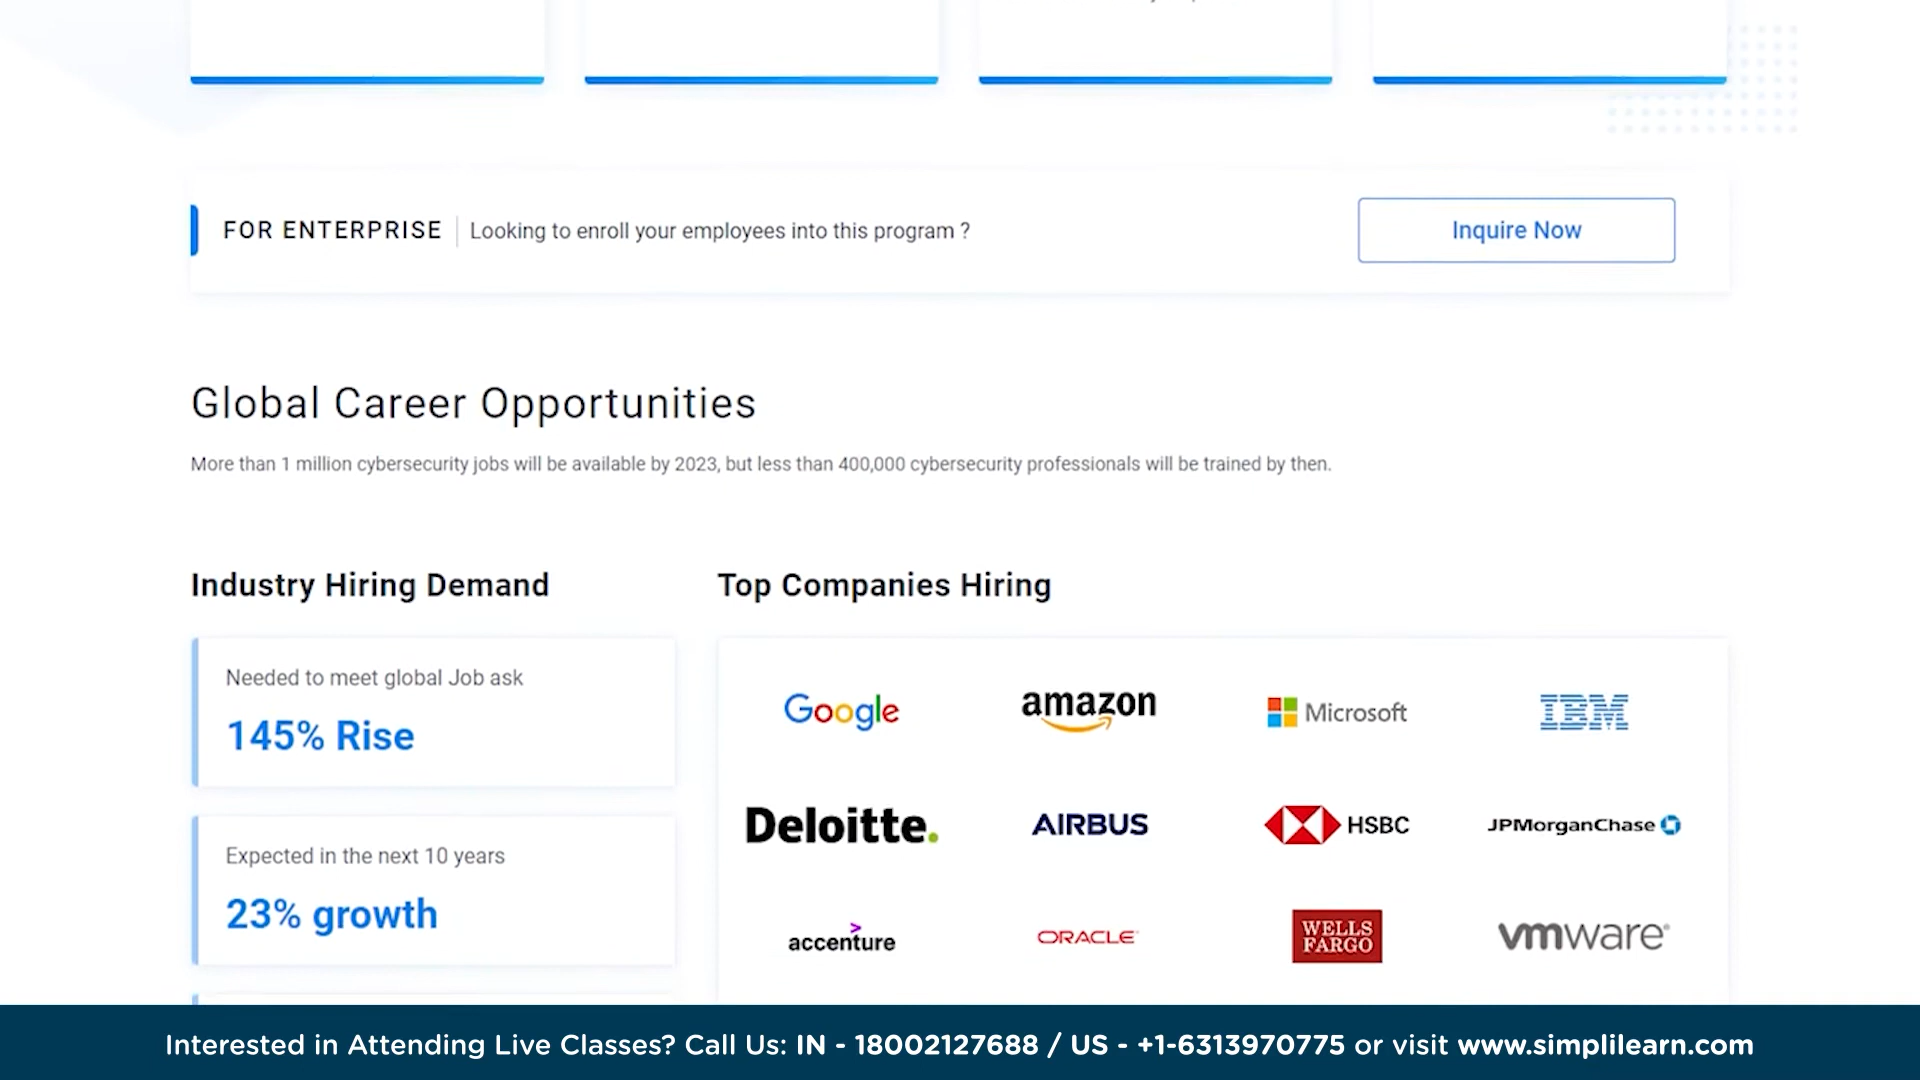 FOR ENTERPRISE Looking to enroll your employees into this program ?
Inquire Now
Global Career Opportunities
More than 1 million cybersecurity jobs will be available by 2023, but less than 400,000 cybersecurity professionals will be trained by then.
Industry Hiring Demand
Needed to meet global Job ask
145% Rise
Expected in the next 10 years
23% growth
Top Companies Hiring
Google amazon Microsoft IBM
Deloitte. AIRBUS HSBC JPMorganChase
accenture ORACLE WELLS FARGO vmware
Interested in Attending Live Classes? Call Us: IN - 18002127688 / US - +1-6313970775 or visit www.simplilearn.com